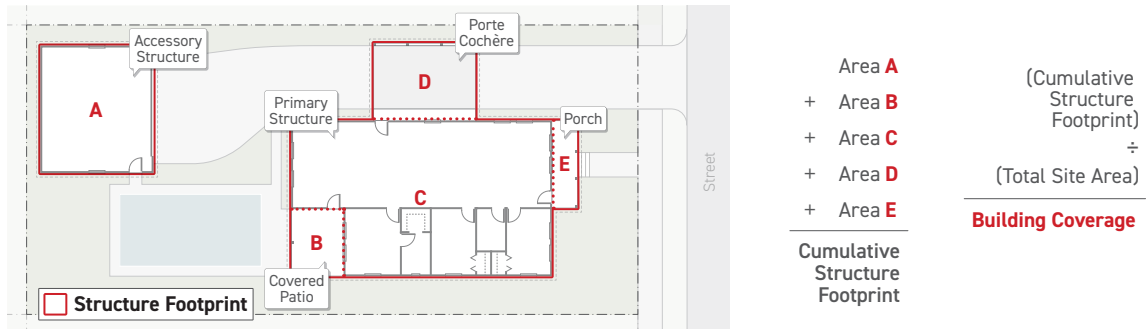 Accessory
Structure
A
Porte
Cochère
D
Primary
Structure
Porch
E
C
B
Covered
Patio
Structure Footprint
Street
Area A
+ Area B
+ Area C
+ Area D
+ Area E
Cumulative
Structure
Footprint
(Cumulative
Structure
Footprint)
÷
(Total Site Area)
Building Coverage